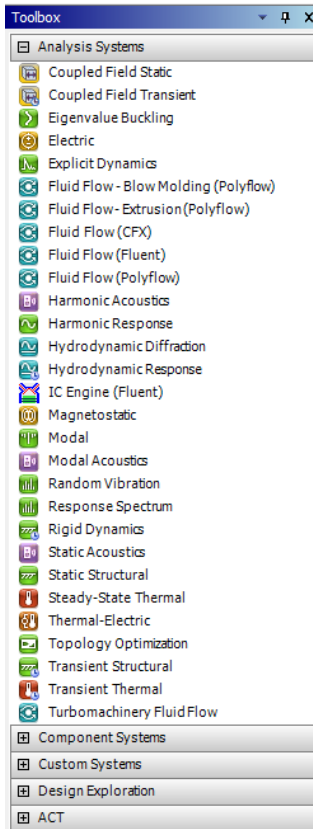 Toolbox
Analysis Systems
Coupled Field Static
Coupled Field Transient
Eigenvalue Buckling
Electric
Explicit Dynamics
Fluid Flow - Blow Molding (Polyflow)
Fluid Flow - Extrusion (Polyflow)
Fluid Flow (CFX)
Fluid Flow (Fluent)
Fluid Flow (Polyflow)
Harmonic Acoustics
Harmonic Response
Hydrodynamic Diffraction
Hydrodynamic Response
IC Engine (Fluent)
Magnetostatic
Modal
Modal Acoustics
Random Vibration
Response Spectrum
Rigid Dynamics
Static Acoustics
Static Structural
Steady-State Thermal
Thermal-Electric
Topology Optimization
Transient Structural
Transient Thermal
Turbomachinery Fluid Flow
Component Systems
Custom Systems
Design Exploration
ACT